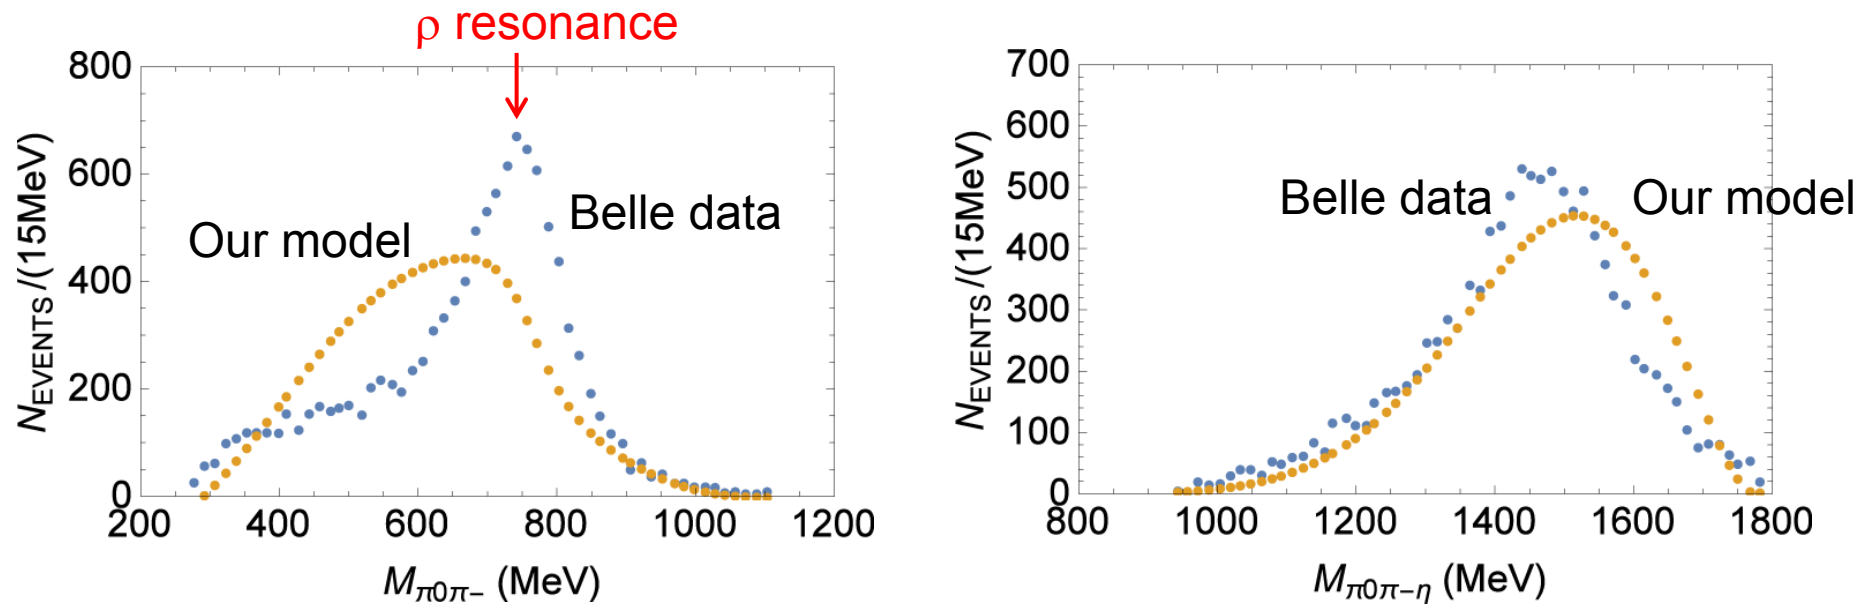 ρ resonance
800
600
400
200
0
200 400 600 800 1000 1200
N_EVENTS/(15MeV)
Our model
Belle data
M_π0π− (MeV)
700
600
500
400
300
200
100
0
800 1000 1200 1400 1600 1800
N_EVENTS/(15MeV)
Belle data
Our model
M_π0π−η (MeV)